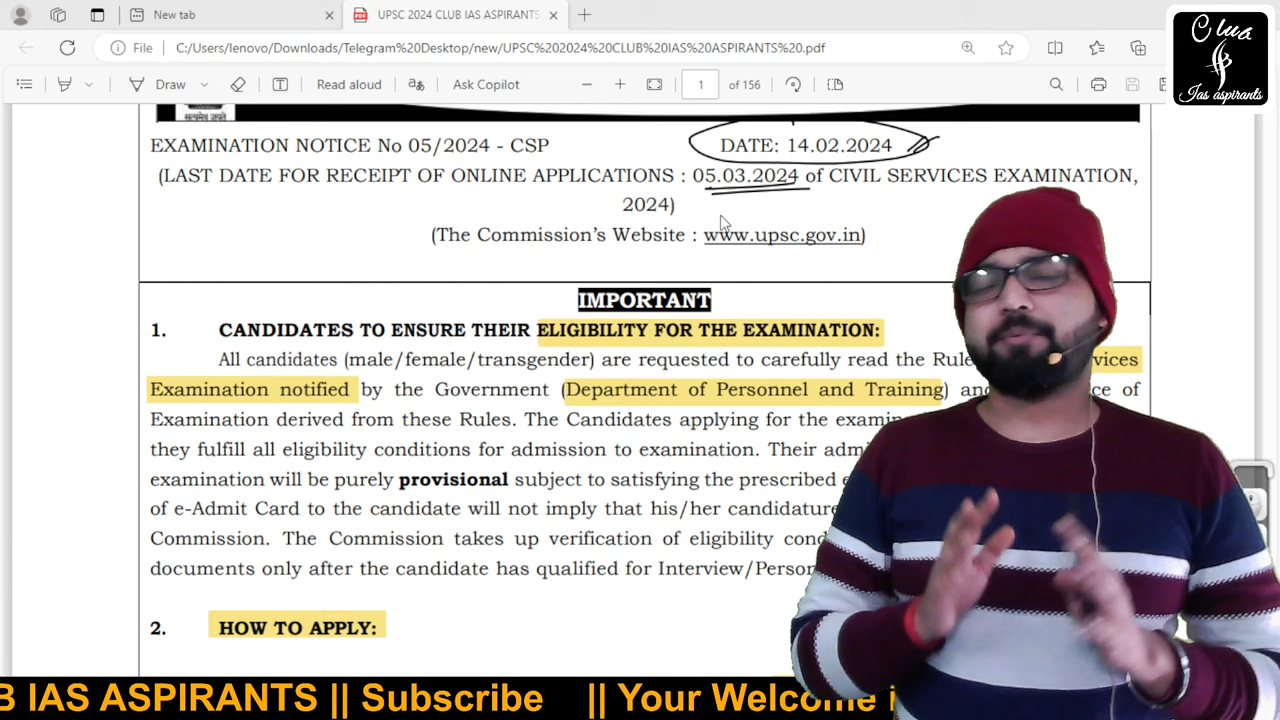 New tab
UPSC 2024 CLUB IAS ASPIRANTS
File
C:/Users/lenovo/Downloads/Telegram%20Desktop/new/UPSC%202024%20CLUB%20IAS%20ASPIRANTS%20.pdf
Draw
Read aloud
Ask Copilot
1 of 156
Clua
Ias aspirants
सत्यमेव जयते
EXAMINATION NOTICE No 05/2024 - CSP DATE: 14.02.2024
(LAST DATE FOR RECEIPT OF ONLINE APPLICATIONS : 05.03.2024 of CIVIL SERVICES EXAMINATION,
2024)
(The Commission's Website : www.upsc.gov.in)
IMPORTANT
1. CANDIDATES TO ENSURE THEIR ELIGIBILITY FOR THE EXAMINATION:
All candidates (male/female/transgender) are requested to carefully read the
Examination notified by the Government (Department of Personnel and Training) of
Examination derived from these Rules. The Candidates applying for the
they fulfill all eligibility conditions for admission to examination. Their
examination will be purely provisional subject to satisfying the prescribed
of e-Admit Card to the candidate will not imply that his/her candidature
Commission. The Commission takes up verification of eligibility
documents only after the candidate has qualified for
2. HOW TO APPLY:
B IAS ASPIRANTS || Subscribe || Your Welcome